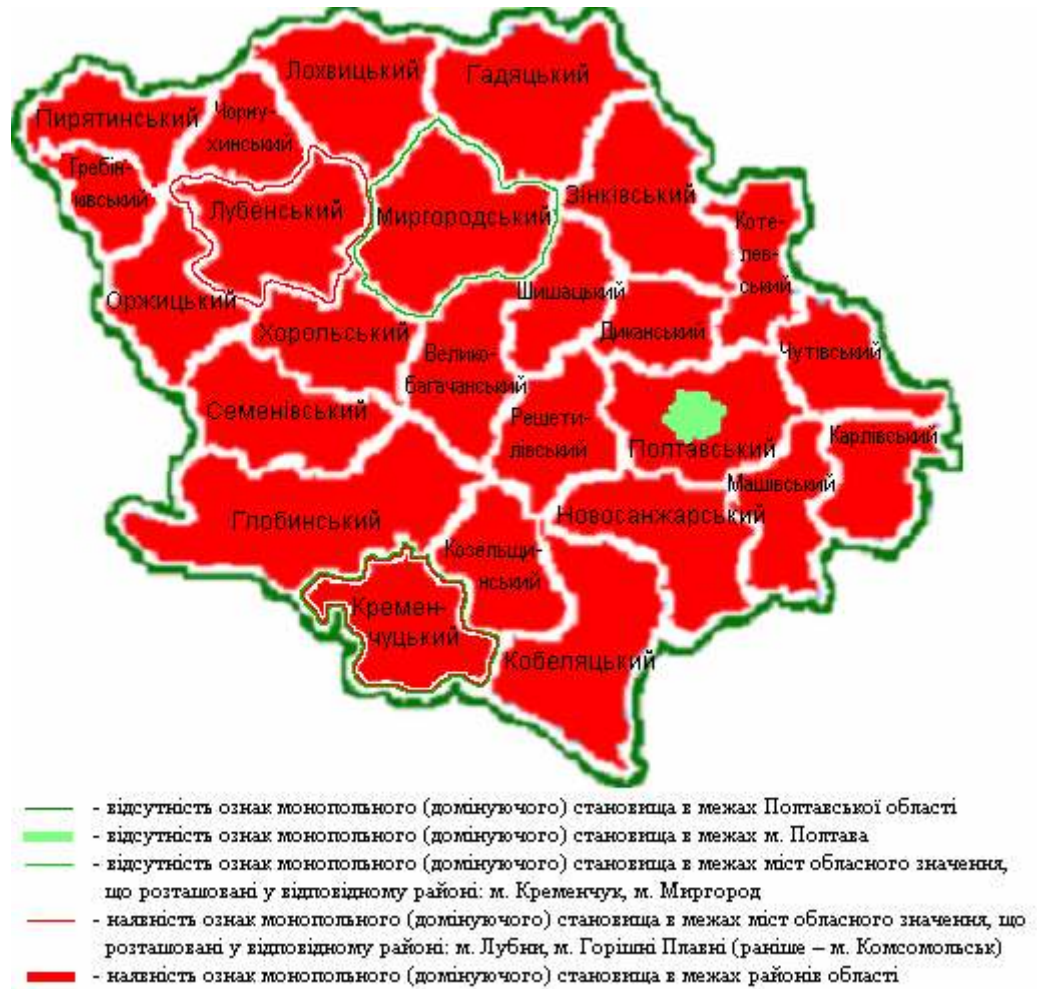 Лохвицький
Гадяцький
Пирятинський
Чорну-
хинський
Гребін-
ківський
Лубенський
Миргородський
Зінківський
Коте-
лев-
ський
Оржицький
Хорольський
Шишацький
Диканський
Чутівський
Велико-
багачанський
Семенівський
Решети-
лівський
Полтавський
Карлівський
Машівський
Глобинський
Новосанжарський
Козельщи-
нський
Кремен-
чуцький
Кобеляцький
- відсутність ознак монопольного (домінуючого) становища в межах Полтавської області
- відсутність ознак монопольного (домінуючого) становища в межах м. Полтава
- відсутність ознак монопольного (домінуючого) становища в межах міст обласного значення,
що розташовані у відповідному районі: м. Кременчук, м. Миргород
- наявність ознак монопольного (домінуючого) становища в межах міст обласного значення, що
розташовані у відповідному районі: м. Лубни, м. Горішні Плавні (раніше – м. Комсомольськ)
- наявність ознак монопольного (домінуючого) становища в межах районів області